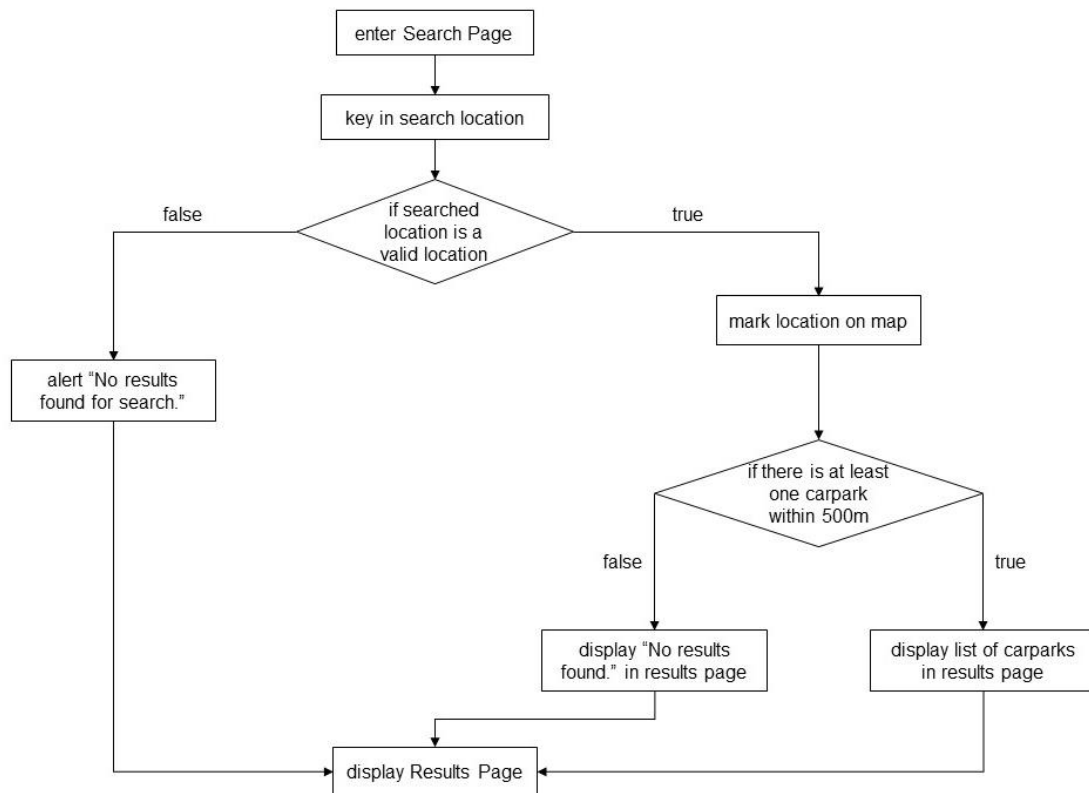 enter Search Page
key in search location
false
if searched
location is a
valid location
true
mark location on map
alert “No results
found for search.”
if there is at least
one carpark
within 500m
false
true
display “No results
found.” in results page
display list of carparks
in results page
display Results Page